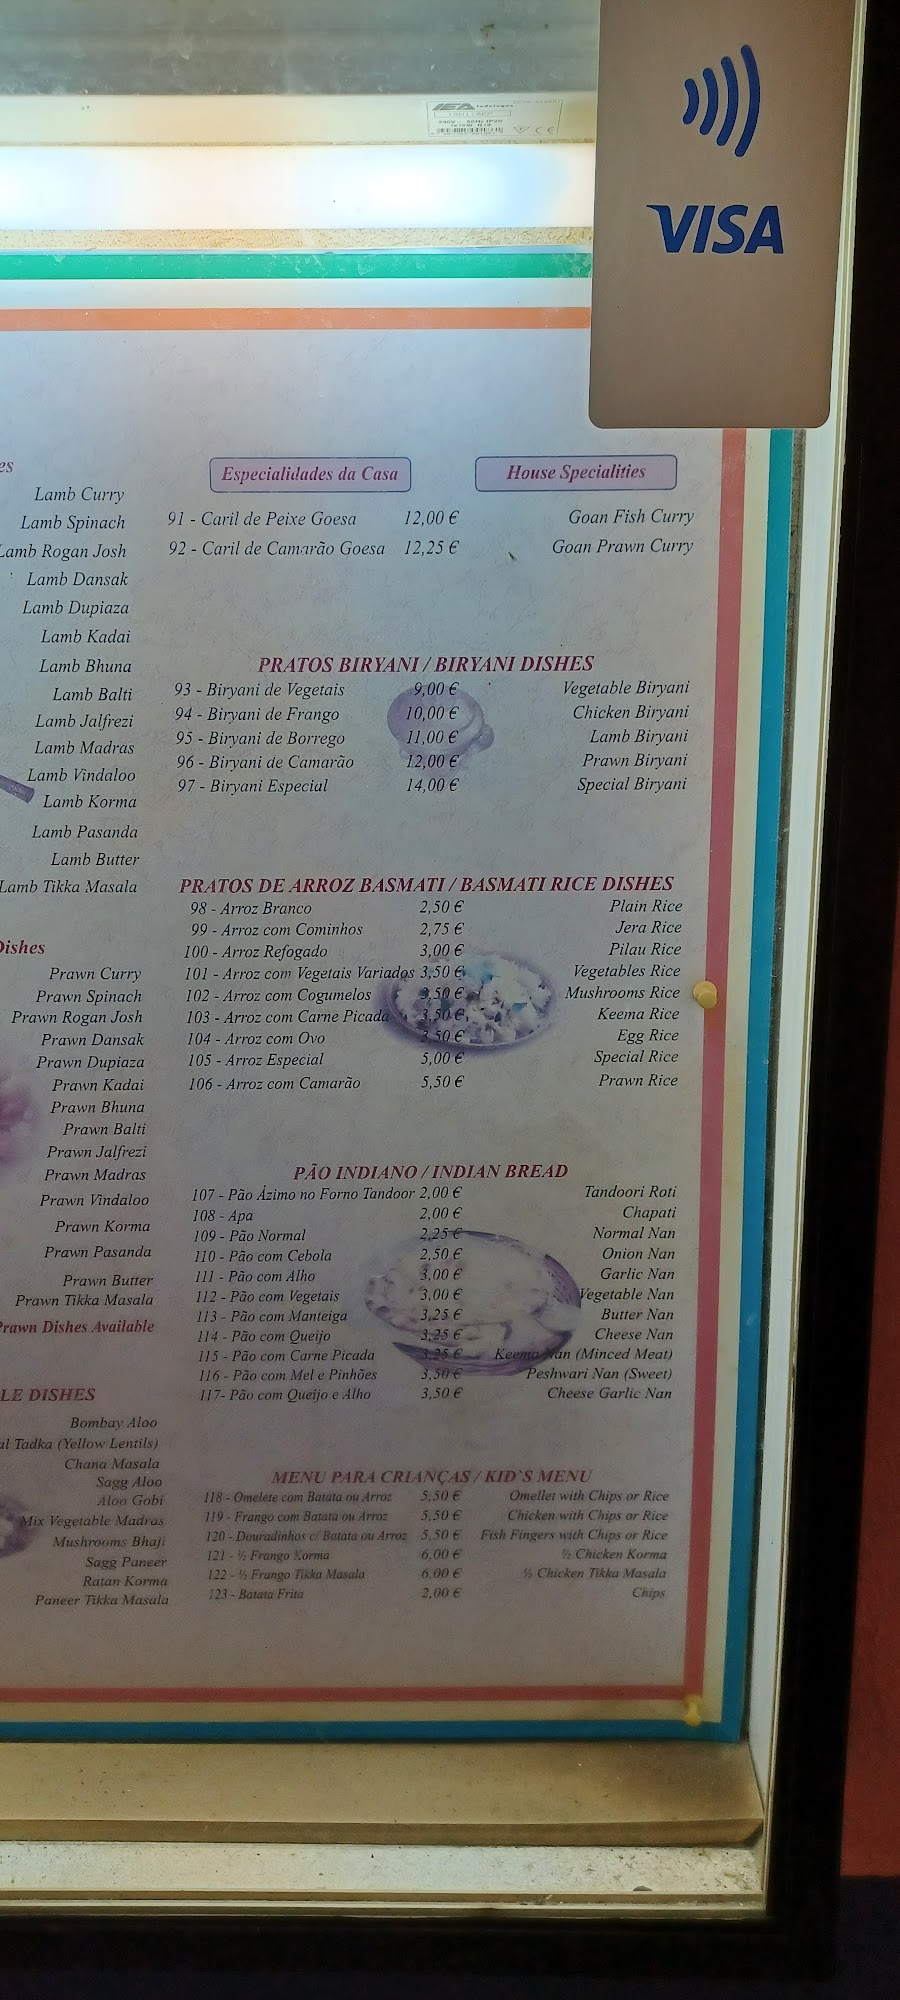 VISA
IEA
Especialidades da Casa House Specialities
91 - Caril de Peixe Goesa 12,00 € Goan Fish Curry
92 - Caril de Camarão Goesa 12,25 € Goan Prawn Curry
PRATOS BIRYANI / BIRYANI DISHES
93 - Biryani de Vegetais 9,00 € Vegetable Biryani
94 - Biryani de Frango 10,00 € Chicken Biryani
95 - Biryani de Borrego 11,00 € Lamb Biryani
96 - Biryani de Camarão 12,00 € Prawn Biryani
97 - Biryani Especial 14,00 € Special Biryani
PRATOS DE ARROZ BASMATI / BASMATI RICE DISHES
98 - Arroz Branco 2,50 € Plain Rice
99 - Arroz com Cominhos 2,75 € Jera Rice
100 - Arroz Refogado 3,00 € Pilau Rice
101 - Arroz com Vegetais Variados 3,50 € Vegetables Rice
102 - Arroz com Cogumelos 3,50 € Mushrooms Rice
103 - Arroz com Carne Picada 3,50 € Keema Rice
104 - Arroz com Ovo 3,50 € Egg Rice
105 - Arroz Especial 5,00 € Special Rice
106 - Arroz com Camarão 5,50 € Prawn Rice
PÃO INDIANO / INDIAN BREAD
107 - Pão Ázimo no Forno Tandoor 2,00 € Tandoori Roti
108 - Apa 2,00 € Chapati
109 - Pão Normal 2,25 € Normal Nan
110 - Pão com Cebola 2,50 € Onion Nan
111 - Pão com Alho 3,00 € Garlic Nan
112 - Pão com Vegetais 3,00 € Vegetable Nan
113 - Pão com Manteiga 3,25 € Butter Nan
114 - Pão com Queijo 3,25 € Cheese Nan
115 - Pão com Carne Picada 3,25 € Keema Nan (Minced Meat)
116 - Pão com Mel e Pinhões 3,50 € Peshwari Nan (Sweet)
117- Pão com Queijo e Alho 3,50 € Cheese Garlic Nan
MENU PARA CRIANÇAS / KID`S MENU
118 - Omelete com Batata ou Arroz 5,50 € Omellet with Chips or Rice
119 - Frango com Batata ou Arroz 5,50 € Chicken with Chips or Rice
120 - Douradinhos c/ Batata ou Arroz 5,50 € Fish Fingers with Chips or Rice
121 - ½ Frango Korma 6,00 € ½ Chicken Korma
122 - ½ Frango Tikka Masala 6,00 € ½ Chicken Tikka Masala
123 - Batata Frita 2,00 € Chips
Lamb Curry
Lamb Spinach
Lamb Rogan Josh
Lamb Dansak
Lamb Dupiaza
Lamb Kadai
Lamb Bhuna
Lamb Balti
Lamb Jalfrezi
Lamb Madras
Lamb Vindaloo
Lamb Korma
Lamb Pasanda
Lamb Butter
Lamb Tikka Masala
Dishes
Prawn Curry
Prawn Spinach
Prawn Rogan Josh
Prawn Dansak
Prawn Dupiaza
Prawn Kadai
Prawn Bhuna
Prawn Balti
Prawn Jalfrezi
Prawn Madras
Prawn Vindaloo
Prawn Korma
Prawn Pasanda
Prawn Butter
Prawn Tikka Masala
Prawn Dishes Available
LE DISHES
Bombay Aloo
al Tadka (Yellow Lentils)
Chana Masala
Sagg Aloo
Aloo Gobi
Mix Vegetable Madras
Mushrooms Bhaji
Sagg Paneer
Ratan Korma
Paneer Tikka Masala